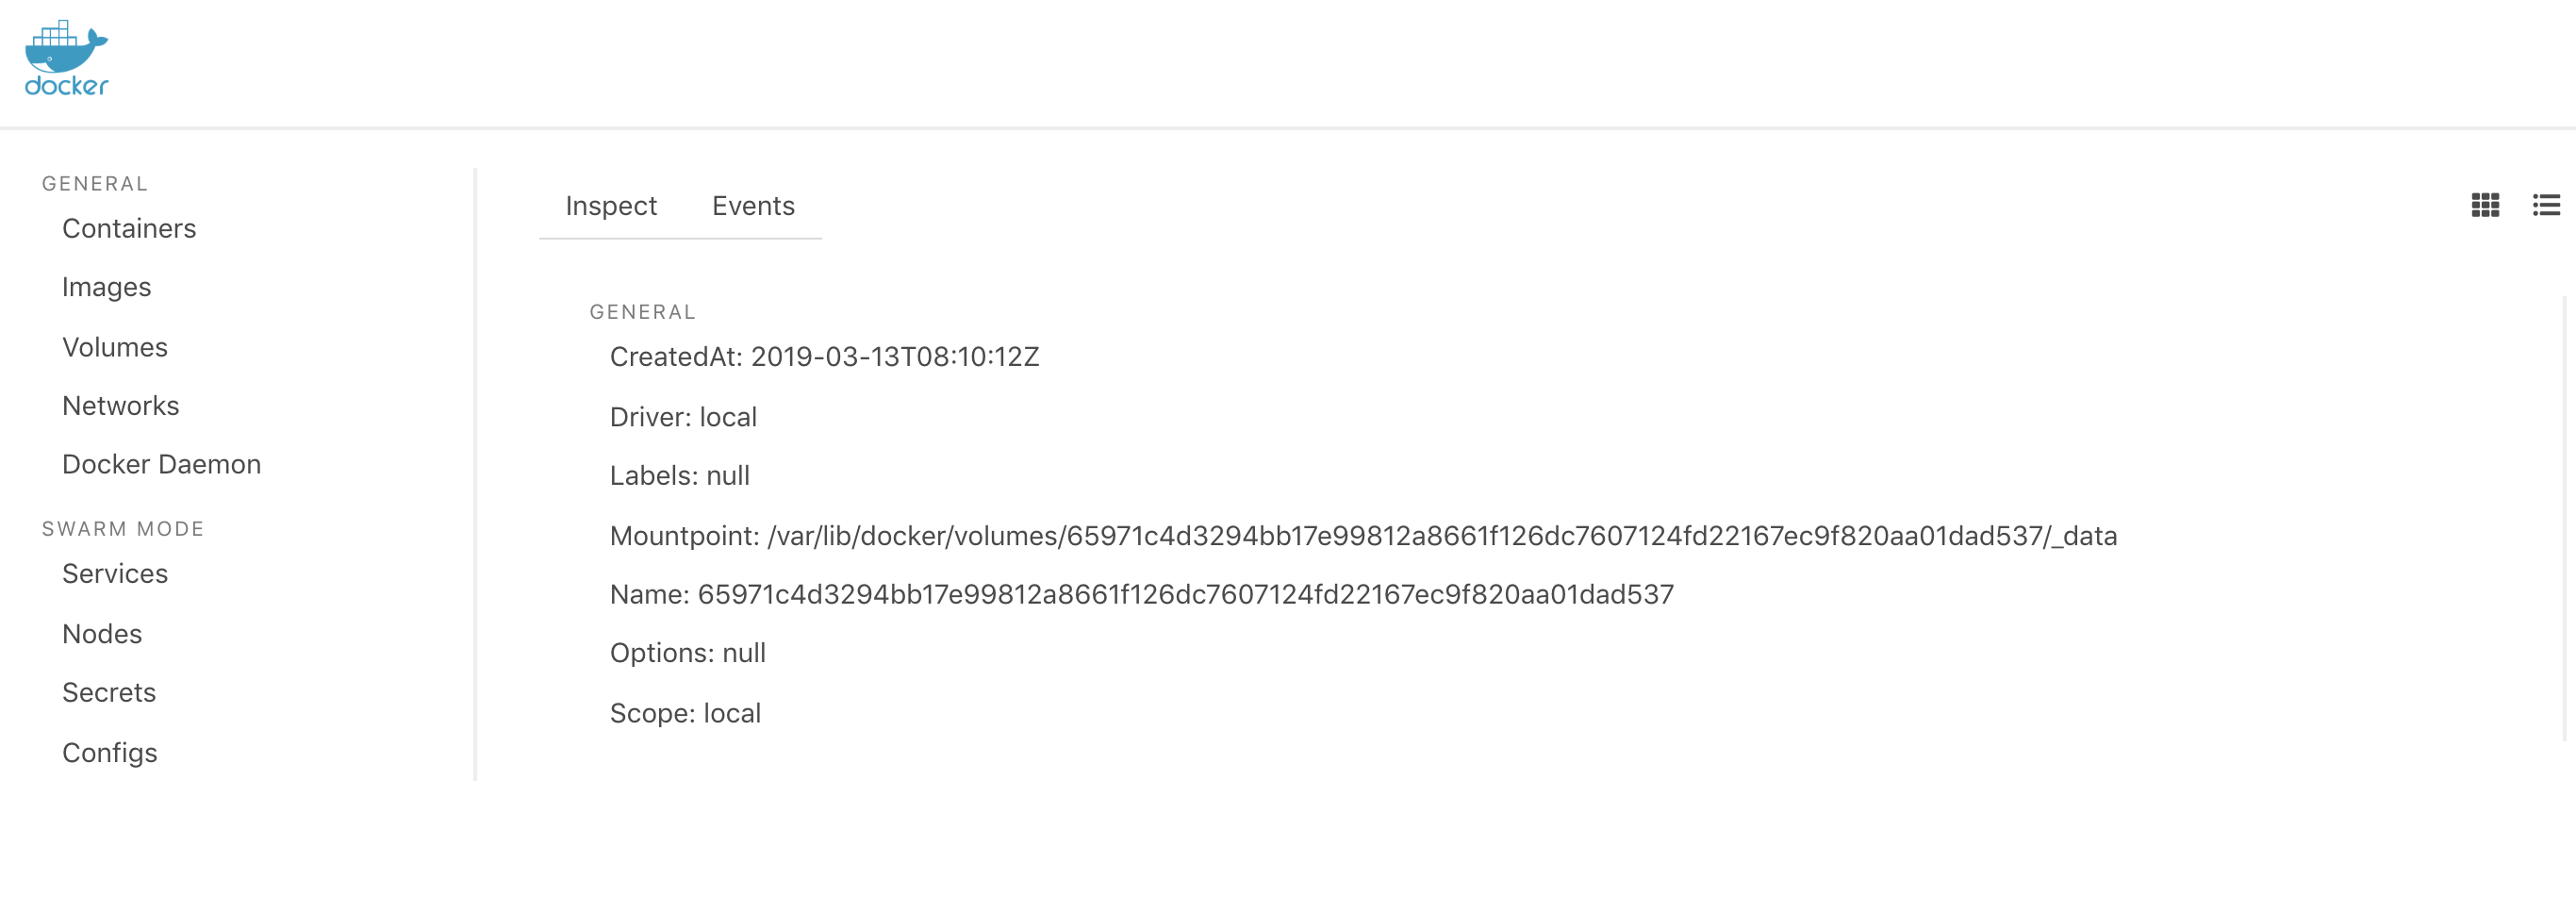 docker
GENERAL
Containers
Images
Volumes
Networks
Docker Daemon
SWARM MODE
Services
Nodes
Secrets
Configs
Inspect Events
GENERAL
CreatedAt: 2019-03-13T08:10:12Z
Driver: local
Labels: null
Mountpoint: /var/lib/docker/volumes/65971c4d3294bb17e99812a8661f126dc7607124fd22167ec9f820aa01dad537/_data
Name: 65971c4d3294bb17e99812a8661f126dc7607124fd22167ec9f820aa01dad537
Options: null
Scope: local